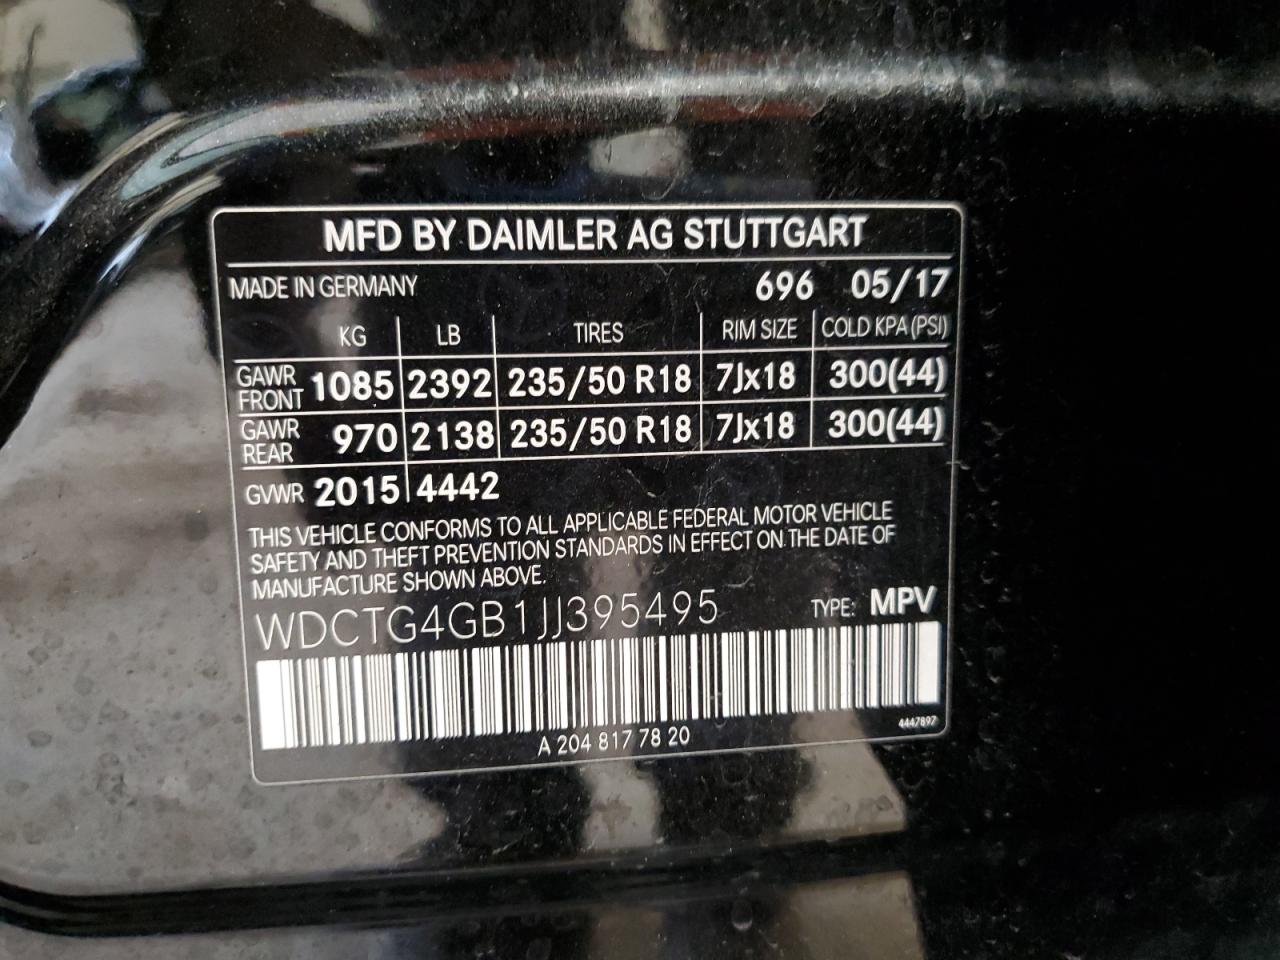 MFD BY DAIMLER AG STUTTGART
MADE IN GERMANY 696 05/17
KG LB TIRES RIM SIZE COLD KPA (PSI)
GAWR FRONT 1085 2392 235/50 R18 7Jx18 300(44)
GAWR REAR 970 2138 235/50 R18 7Jx18 300(44)
GVWR 2015 4442
THIS VEHICLE CONFORMS TO ALL APPLICABLE FEDERAL MOTOR VEHICLE
SAFETY AND THEFT PREVENTION STANDARDS IN EFFECT ON THE DATE OF
MANUFACTURE SHOWN ABOVE.
WDCTG4GB1JJ395495 TYPE: MPV
4447897
A 204 817 78 20